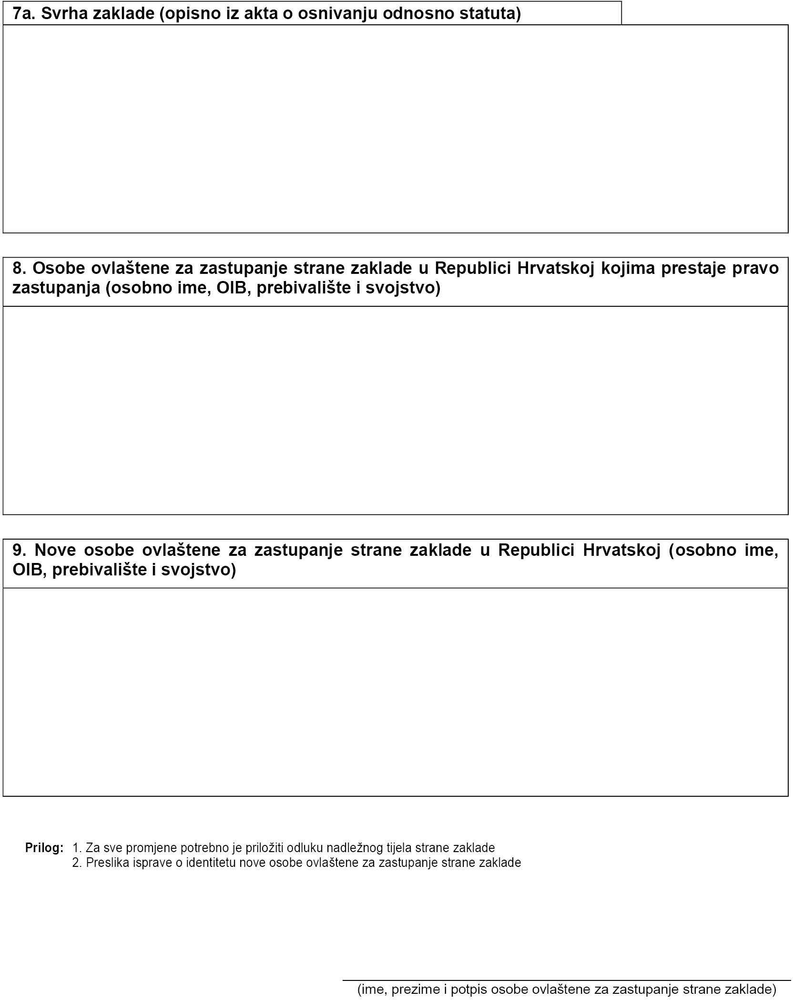 7a. Svrha zaklade (opisno iz akta o osnivanju odnosno statuta)
8. Osobe ovlaštene za zastupanje strane zaklade u Republici Hrvatskoj kojima prestaje pravo
zastupanja (osobno ime, OIB, prebivalište i svojstvo)
9. Nove osobe ovlaštene za zastupanje strane zaklade u Republici Hrvatskoj (osobno ime,
OIB, prebivalište i svojstvo)
Prilog: 1. Za sve promjene potrebno je priložiti odluku nadležnog tijela strane zaklade
2. Preslika isprave o identitetu nove osobe ovlaštene za zastupanje strane zaklade
(ime, prezime i potpis osobe ovlaštene za zastupanje strane zaklade)